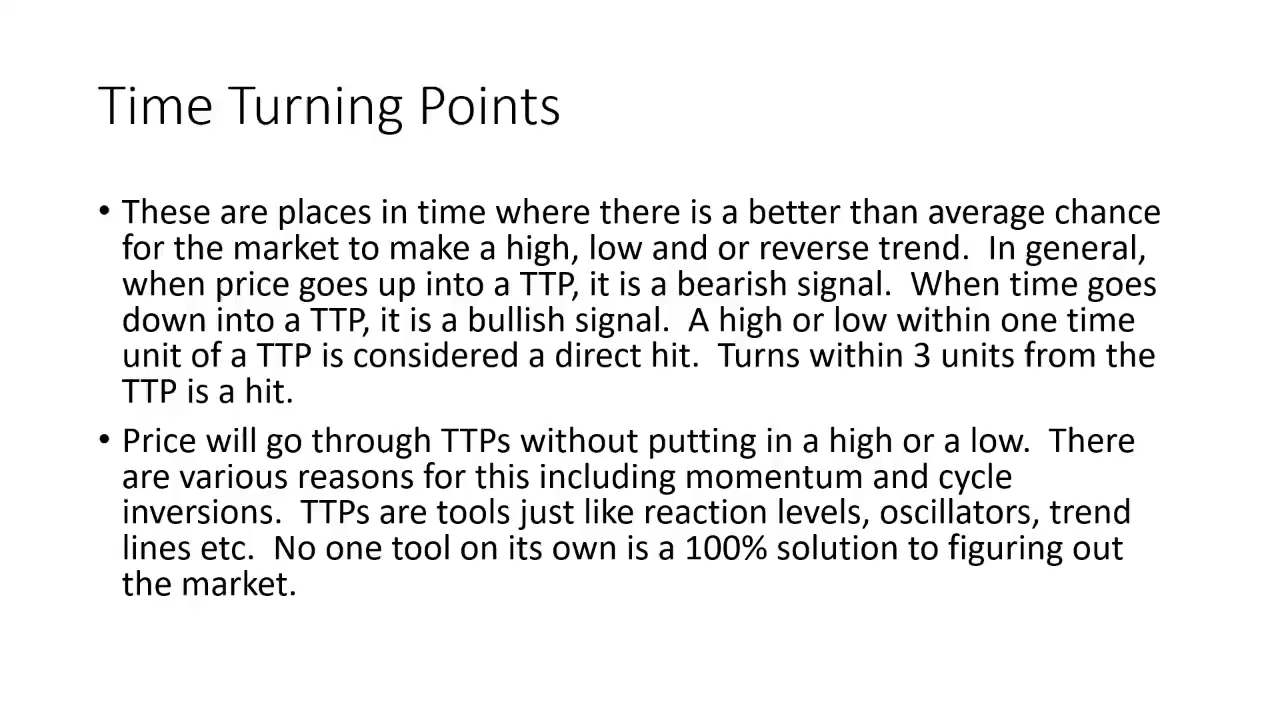 Time Turning Points
• These are places in time where there is a better than average chance
for the market to make a high, low and or reverse trend.  In general,
when price goes up into a TTP, it is a bearish signal.  When time goes
down into a TTP, it is a bullish signal.  A high or low within one time
unit of a TTP is considered a direct hit.  Turns within 3 units from the
TTP is a hit.
• Price will go through TTPs without putting in a high or a low.  There
are various reasons for this including momentum and cycle
inversions.  TTPs are tools just like reaction levels, oscillators, trend
lines etc.  No one tool on its own is a 100% solution to figuring out
the market.